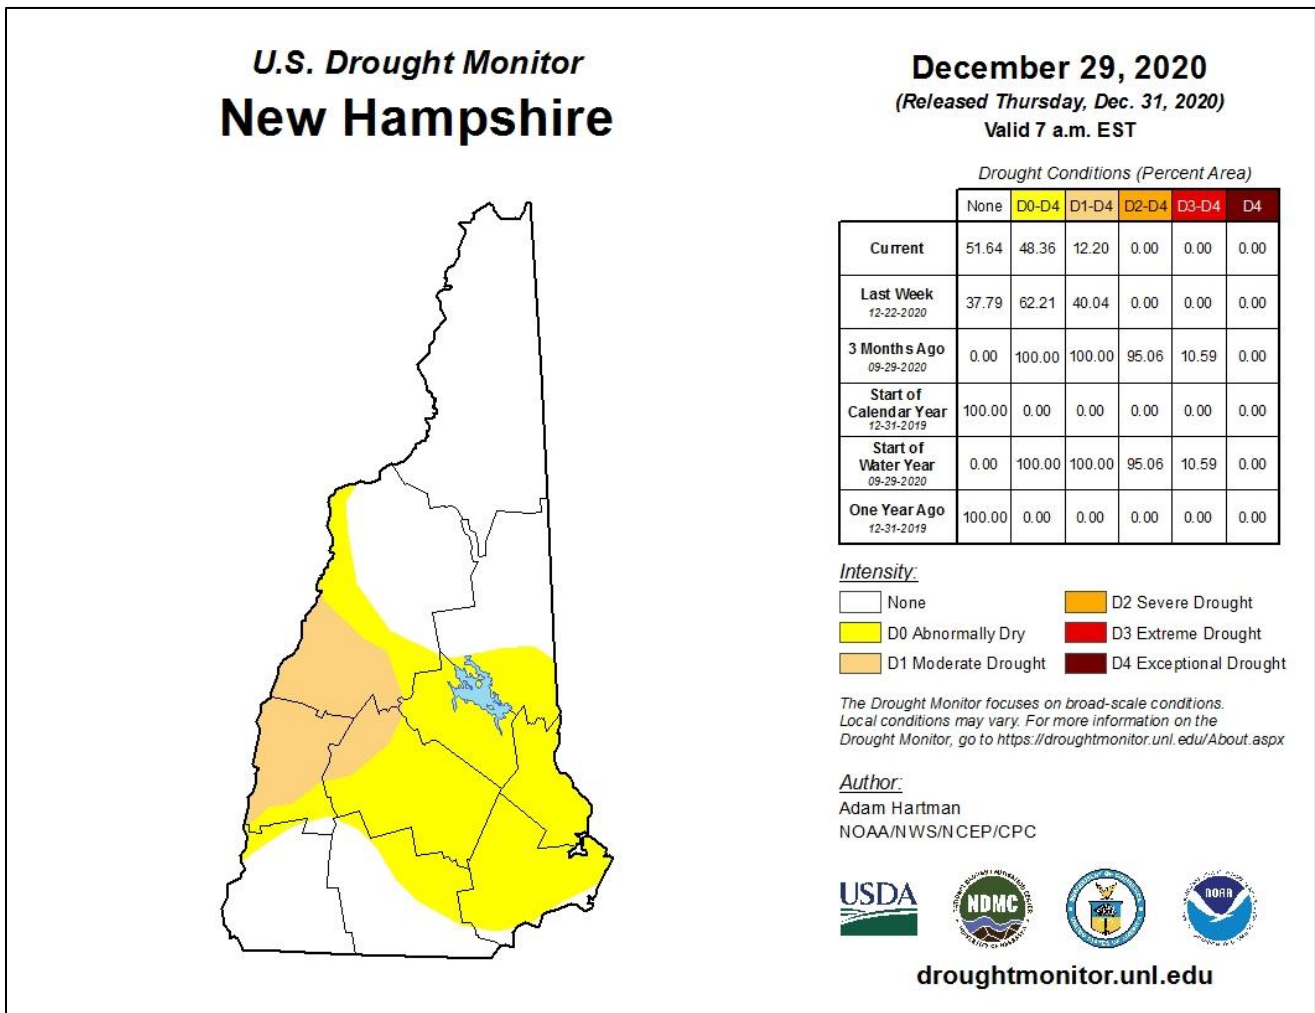 U.S. Drought Monitor
New Hampshire
December 29, 2020
(Released Thursday, Dec. 31, 2020)
Valid 7 a.m. EST
Drought Conditions (Percent Area)
None D0-D4 D1-D4 D2-D4 D3-D4 D4
Current 51.64 48.36 12.20 0.00 0.00 0.00
Last Week
12-22-2020 37.79 62.21 40.04 0.00 0.00 0.00
3 Months Ago
09-29-2020 0.00 100.00 100.00 95.06 10.59 0.00
Start of
Calendar Year
12-31-2019 100.00 0.00 0.00 0.00 0.00 0.00
Start of
Water Year
09-29-2020 0.00 100.00 100.00 95.06 10.59 0.00
One Year Ago
12-31-2019 100.00 0.00 0.00 0.00 0.00 0.00
Intensity:
None
D0 Abnormally Dry
D1 Moderate Drought
D2 Severe Drought
D3 Extreme Drought
D4 Exceptional Drought
The Drought Monitor focuses on broad-scale conditions.
Local conditions may vary. For more information on the
Drought Monitor, go to https://droughtmonitor.unl.edu/About.aspx
Author:
Adam Hartman
NOAA/NWS/NCEP/CPC
USDA
NDMC
NOAA
droughtmonitor.unl.edu